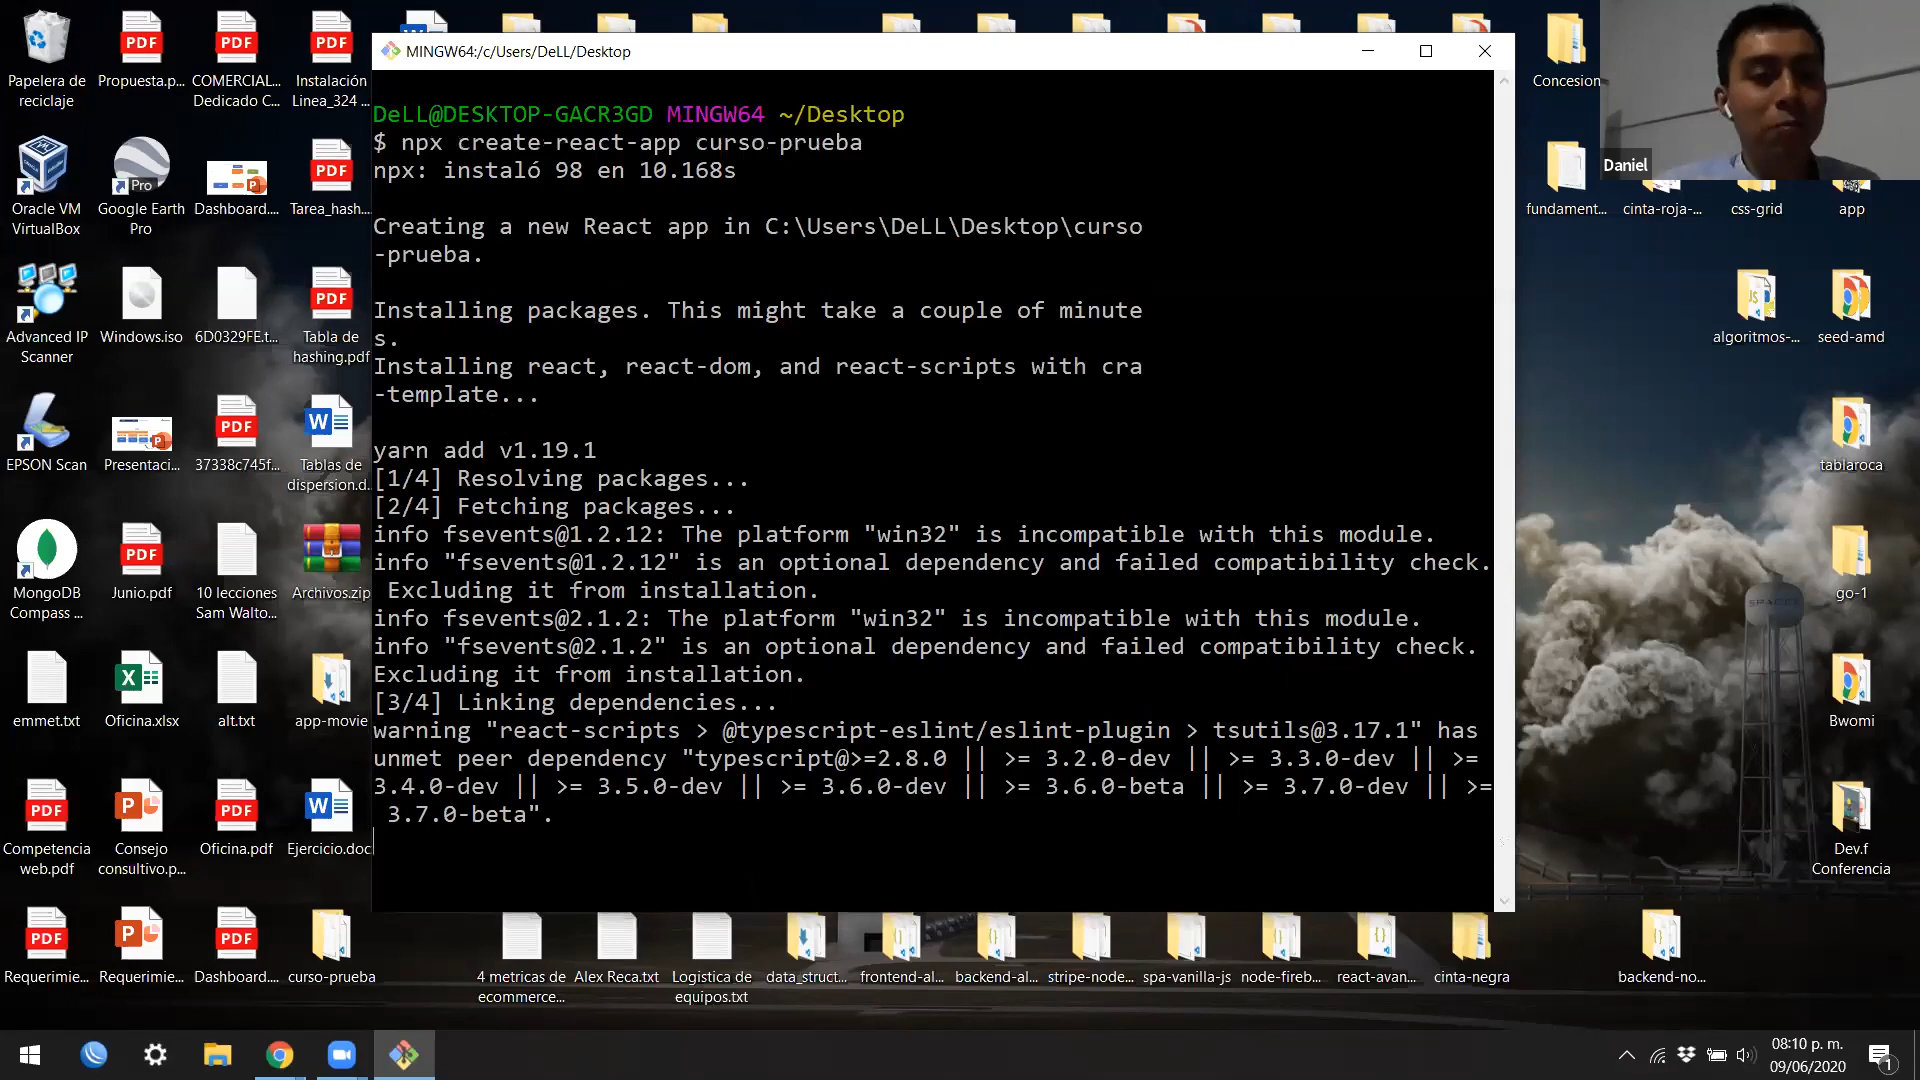 MINGW64:/c/Users/DeLL/Desktop
DeLL@DESKTOP-GACR3GD MINGW64 ~/Desktop
$ npx create-react-app curso-prueba
npx: instaló 98 en 10.168s
Creating a new React app in C:\Users\DeLL\Desktop\curso
-prueba.
Installing packages. This might take a couple of minute
s.
Installing react, react-dom, and react-scripts with cra
-template...
yarn add v1.19.1
[1/4] Resolving packages...
[2/4] Fetching packages...
info fsevents@1.2.12: The platform "win32" is incompatible with this module.
info "fsevents@1.2.12" is an optional dependency and failed compatibility check.
Excluding it from installation.
info fsevents@2.1.2: The platform "win32" is incompatible with this module.
info "fsevents@2.1.2" is an optional dependency and failed compatibility check.
Excluding it from installation.
[3/4] Linking dependencies...
warning "react-scripts > @typescript-eslint/eslint-plugin > tsutils@3.17.1" has
unmet peer dependency "typescript@>=2.8.0 || >= 3.2.0-dev || >= 3.3.0-dev || >=
3.4.0-dev || >= 3.5.0-dev || >= 3.6.0-dev || >= 3.6.0-beta || >= 3.7.0-dev || >=
3.7.0-beta".
Papelera de
reciclaje
Propuesta.p...
COMERCIAL...
Dedicado C...
Instalación
Linea_324 ...
Oracle VM
VirtualBox
Google Earth
Pro
Dashboard....
Tarea_hash...
Advanced IP
Scanner
Windows.iso
6D0329FE.t...
Tabla de
hashing.pdf
EPSON Scan
Presentaci...
37338c745f...
Tablas de
dispersion.d...
MongoDB
Compass ...
Junio.pdf
10 lecciones
Sam Walto...
Archivos.zip
emmet.txt
Oficina.xlsx
alt.txt
app-movie
Competencia
web.pdf
Consejo
consultivo.p...
Oficina.pdf
Ejercicio.doc
Requerimie...
Requerimie...
Dashboard....
curso-prueba
4 metricas de
ecommerce...
Alex Reca.txt
Logistica de
equipos.txt
data_struct...
frontend-al...
backend-al...
stripe-node...
spa-vanilla-js
node-fireb...
react-avan...
cinta-negra
backend-no...
Concesion
Daniel
fundament...
cinta-roja-...
css-grid
app
algoritmos-...
seed-amd
tablaroca
go-1
Bwomi
Dev.f
Conferencia
PDF
PDF
PDF
Pro
PDF
PDF
PDF
PDF
PDF
PDF
PDF
PDF
SPACEX
08:10 p. m.
09/06/2020
1